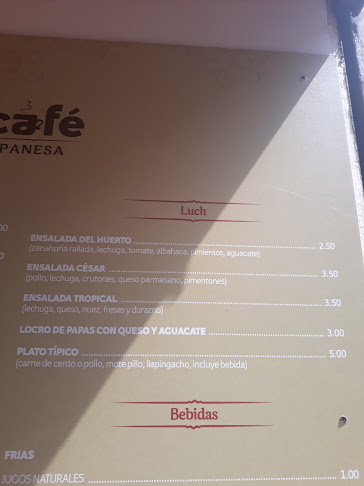 café
PANESA
Luch
ENSALADA DEL HUERTO 2.50
(zanahoria rallada, lechuga, tomate, albahaca, pimientos, aguacate)
ENSALADA CÉSAR 3.50
(pollo, lechuga, crutones, queso parmesano, pimentones)
ENSALADA TROPICAL 3.50
(lechuga, queso, nuez, fresas y durazno)
LOCRO DE PAPAS CON QUESO Y AGUACATE 3.00
PLATO TÍPICO 5.00
(carne de cerdo o pollo, mote pillo, llapingacho, incluye bebida)
Bebidas
FRIAS
JUGOS NATURALES 1.00